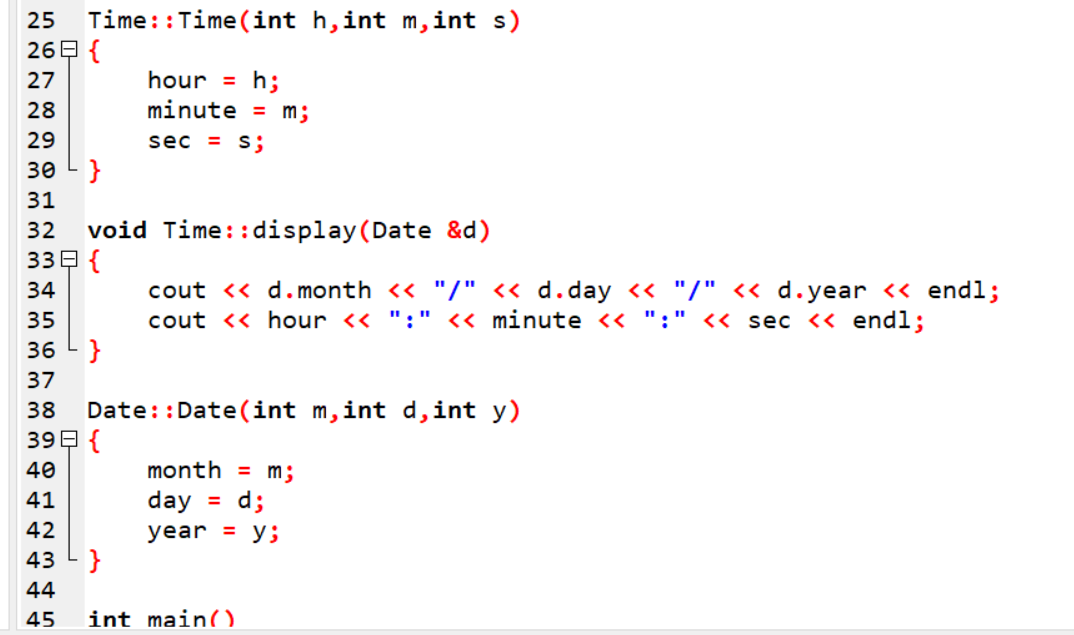 25 Time::Time(int h,int m,int s)
26 {
27 hour = h;
28 minute = m;
29 sec = s;
30 }
31
32 void Time::display(Date &d)
33 {
34 cout << d.month << "/" << d.day << "/" << d.year << endl;
35 cout << hour << ":" << minute << ":" << sec << endl;
36 }
37
38 Date::Date(int m,int d,int y)
39 {
40 month = m;
41 day = d;
42 year = y;
43 }
44
45 int main()